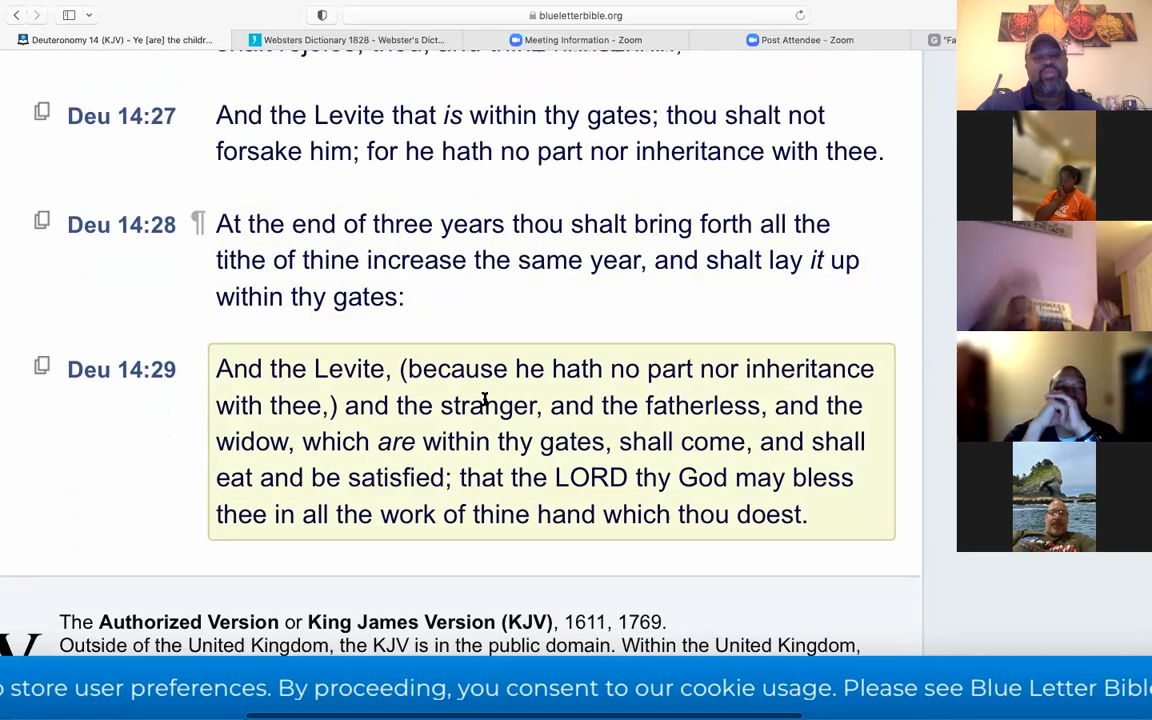 blueletterbible.org
Deuteronomy 14 (KJV) - Ye [are] the childr...
Websters Dictionary 1828 - Webster's Dict...
Meeting Information - Zoom
Post Attendee - Zoom
G "Fa
Deu 14:27 And the Levite that is within thy gates; thou shalt not
forsake him; for he hath no part nor inheritance with thee.
Deu 14:28 ¶ At the end of three years thou shalt bring forth all the
tithe of thine increase the same year, and shalt lay it up
within thy gates:
Deu 14:29 And the Levite, (because he hath no part nor inheritance
with thee,) and the stranger, and the fatherless, and the
widow, which are within thy gates, shall come, and shall
eat and be satisfied; that the LORD thy God may bless
thee in all the work of thine hand which thou doest.
The Authorized Version or King James Version (KJV), 1611, 1769.
Outside of the United Kingdom, the KJV is in the public domain. Within the United Kingdom,
o store user preferences. By proceeding, you consent to our cookie usage. Please see Blue Letter Bibl